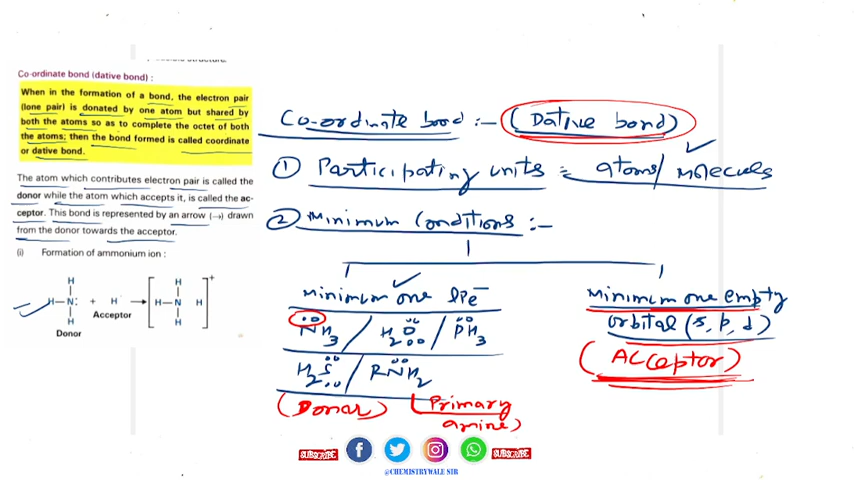 Co-ordinate bond (dative bond) :
When in the formation of a bond, the electron pair
(lone pair) is donated by one atom but shared by
both the atoms so as to complete the octet of both
the atoms; then the bond formed is called coordinate
or dative bond.
The atom which contributes electron pair is called the
donor while the atom which accepts it, is called the ac-
ceptor. This bond is represented by an arrow (→) drawn
from the donor towards the acceptor.
(i) Formation of ammonium ion :
H H
H—N: + H → [ H—N H ]+
H Acceptor H
Donor
Co-ordinate bond :- (Dative bond)
① Participating units = atoms/molecules
② Minimum Conditions :-
Minimum one lpe-
NH3 / H2O / PH3
H2S / RNH2
(Donar) (Primary
amine)
Minimum one empty
orbital (s, p, d)
(Acceptor)
SUBSCRIBE
SUBSCRIBE
@CHEMISTRYWALE SIR